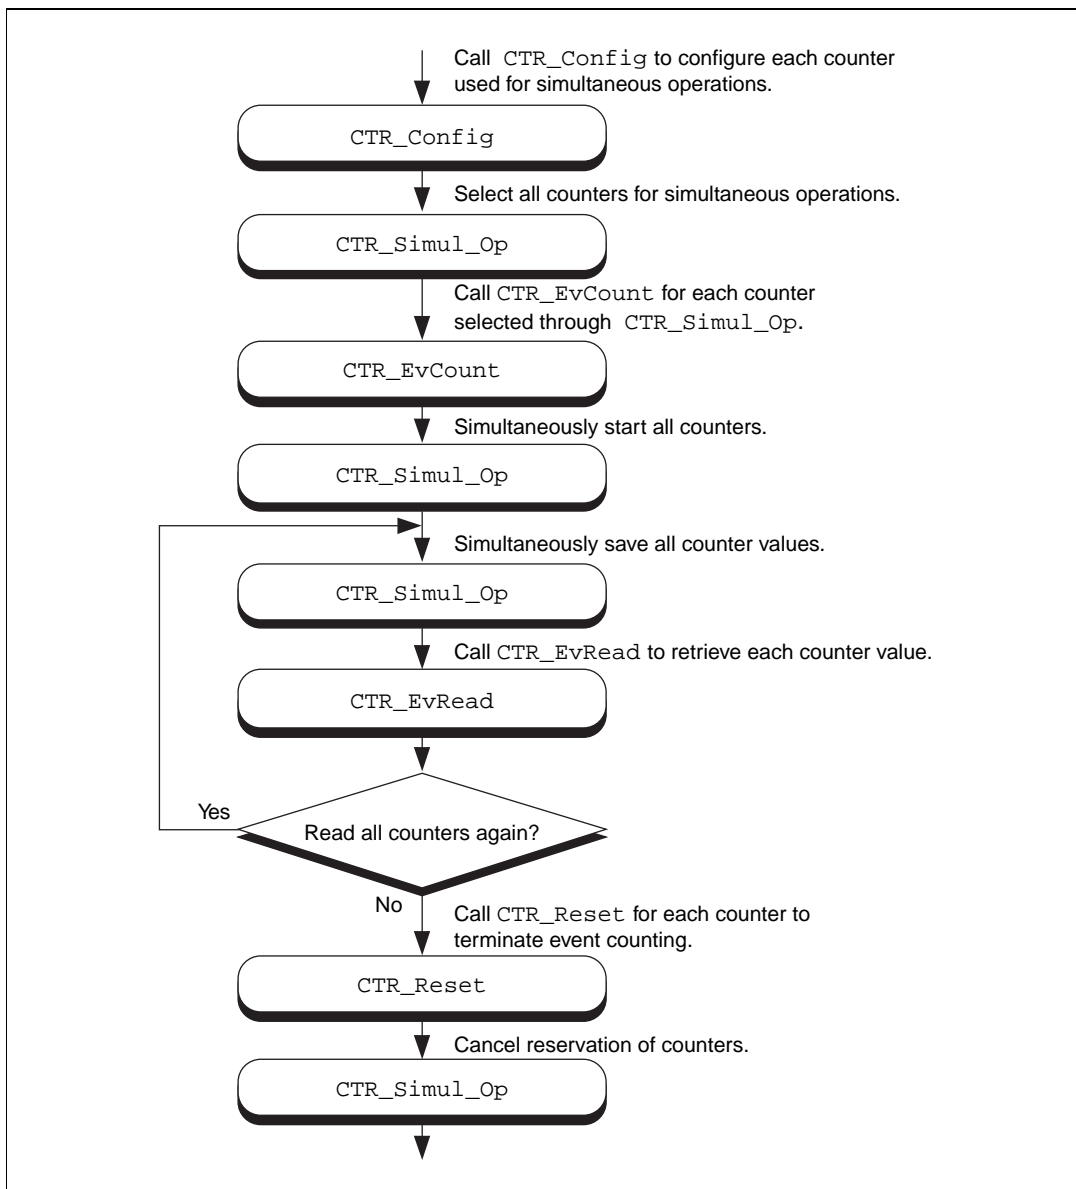 Call CTR_Config to configure each counter
used for simultaneous operations.
CTR_Config
Select all counters for simultaneous operations.
CTR_Simul_Op
Call CTR_EvCount for each counter
selected through CTR_Simul_Op.
CTR_EvCount
Simultaneously start all counters.
CTR_Simul_Op
Simultaneously save all counter values.
CTR_Simul_Op
Call CTR_EvRead to retrieve each counter value.
CTR_EvRead
Yes
Read all counters again?
No
Call CTR_Reset for each counter to
terminate event counting.
CTR_Reset
Cancel reservation of counters.
CTR_Simul_Op